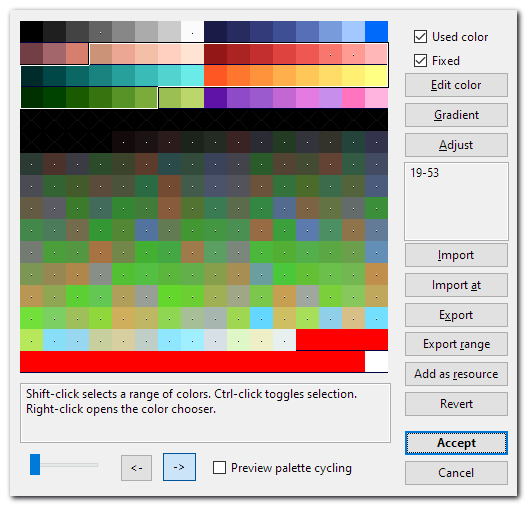 Used color
Fixed
Edit color
Gradient
Adjust
19-53
Import
Import at
Export
Export range
Add as resource
Revert
Shift-click selects a range of colors. Ctrl-click toggles selection.
Right-click opens the color chooser.
Accept
<- -> Preview palette cycling
Cancel